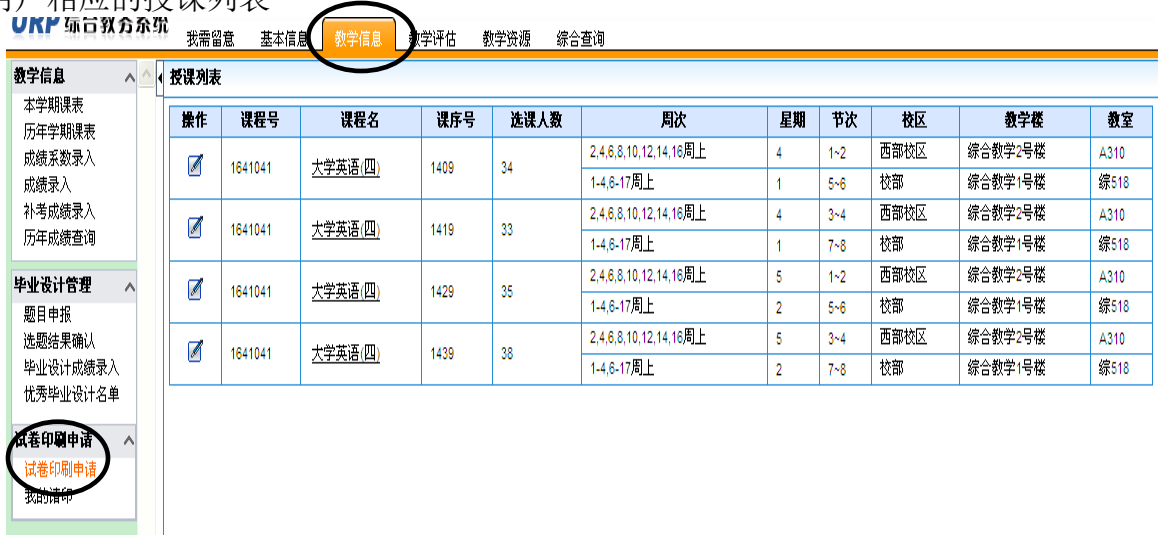 用户相应的授课列表
URP 综合教务系统 我需留意 基本信息 教学信息 教学评估 教学资源 综合查询
教学信息
本学期课表
历年学期课表
成绩系数录入
成绩录入
补考成绩录入
历年成绩查询
毕业设计管理
题目申报
选题结果确认
毕业设计成绩录入
优秀毕业设计名单
试卷印刷申请
试卷印刷申请
我的请印
授课列表
操作 课程号 课程名 课序号 选课人数 周次 星期 节次 校区 教学楼 教室
1641041 大学英语(四) 1409 34 2,4,6,8,10,12,14,16周上 4 1~2 西部校区 综合教学2号楼 A310
1-4,6-17周上 1 5~6 校部 综合教学1号楼 综518
1641041 大学英语(四) 1419 33 2,4,6,8,10,12,14,16周上 4 3~4 西部校区 综合教学2号楼 A310
1-4,6-17周上 1 7~8 校部 综合教学1号楼 综518
1641041 大学英语(四) 1429 35 2,4,6,8,10,12,14,16周上 5 1~2 西部校区 综合教学2号楼 A310
1-4,6-17周上 2 5~6 校部 综合教学1号楼 综518
1641041 大学英语(四) 1439 38 2,4,6,8,10,12,14,16周上 5 3~4 西部校区 综合教学2号楼 A310
1-4,6-17周上 2 7~8 校部 综合教学1号楼 综518